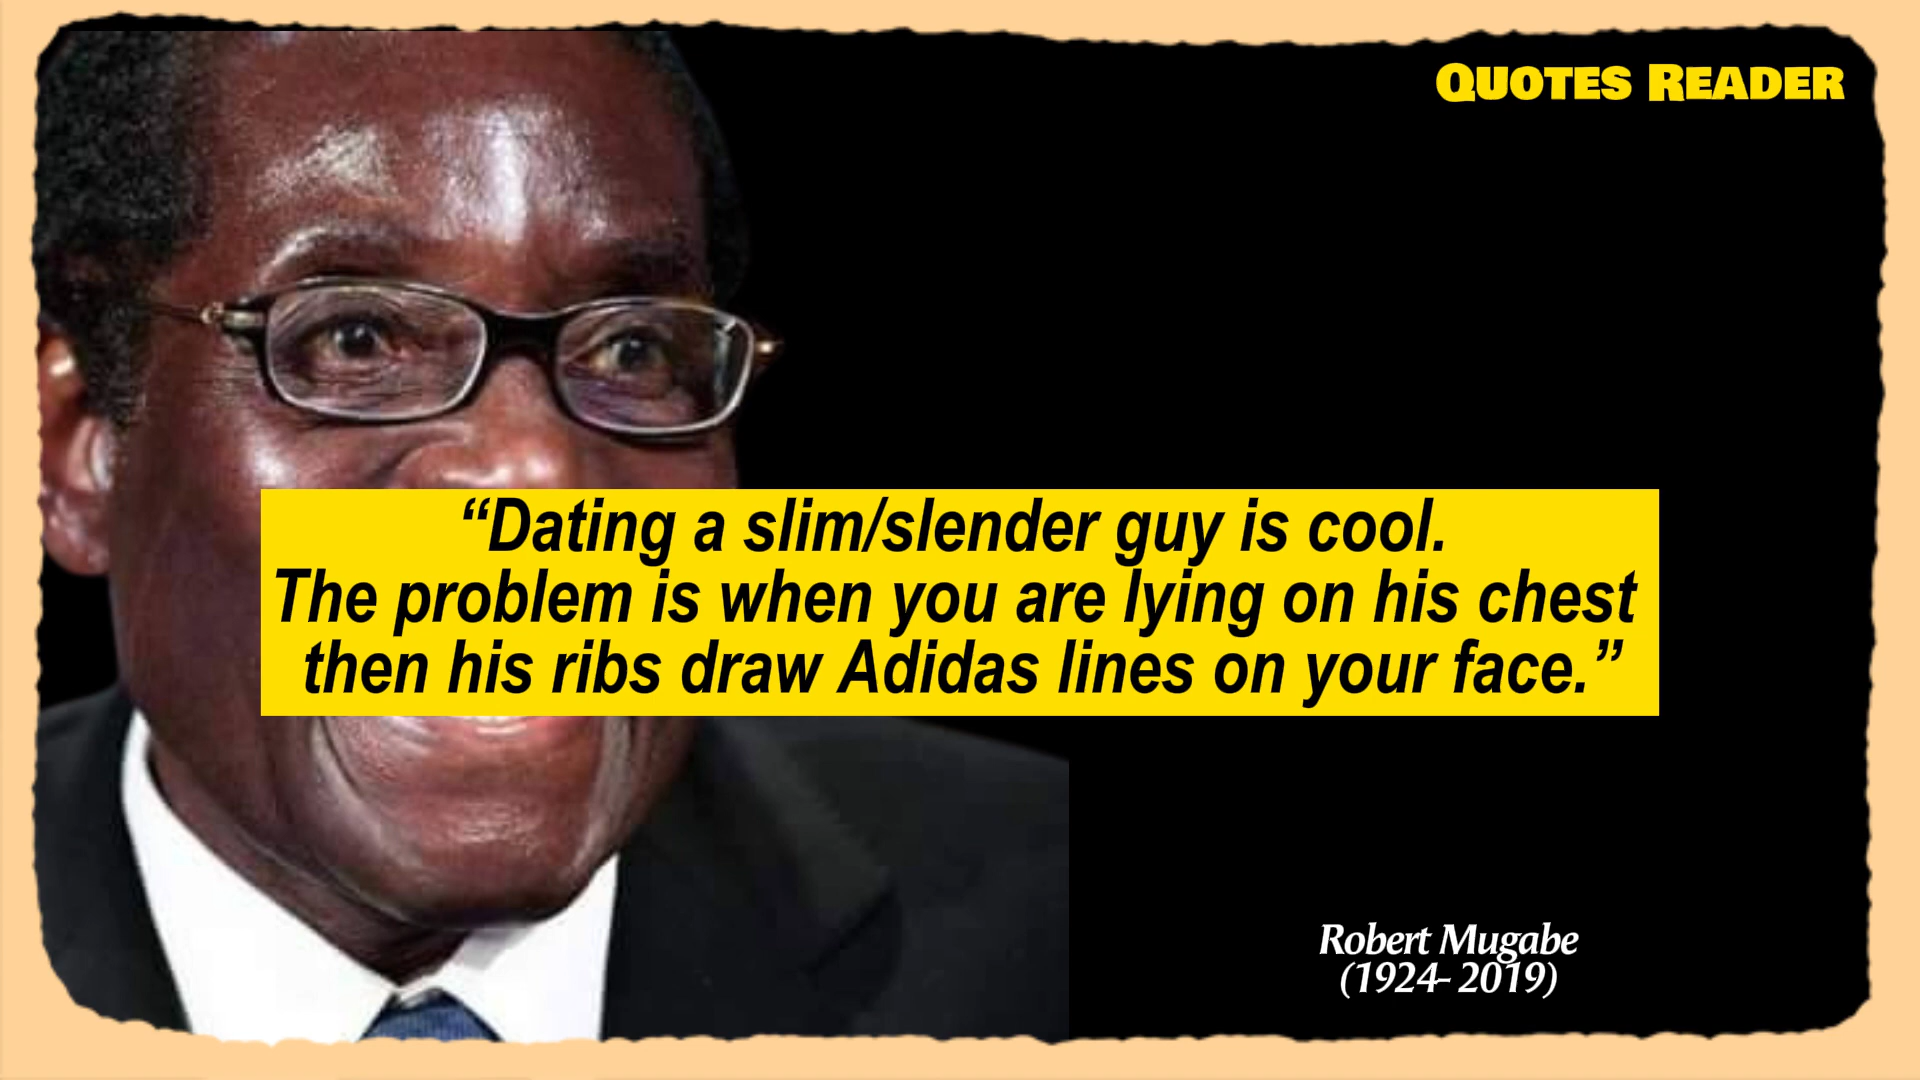 QUOTES READER
“Dating a slim/slender guy is cool.
The problem is when you are lying on his chest
then his ribs draw Adidas lines on your face.”
Robert Mugabe
(1924- 2019)